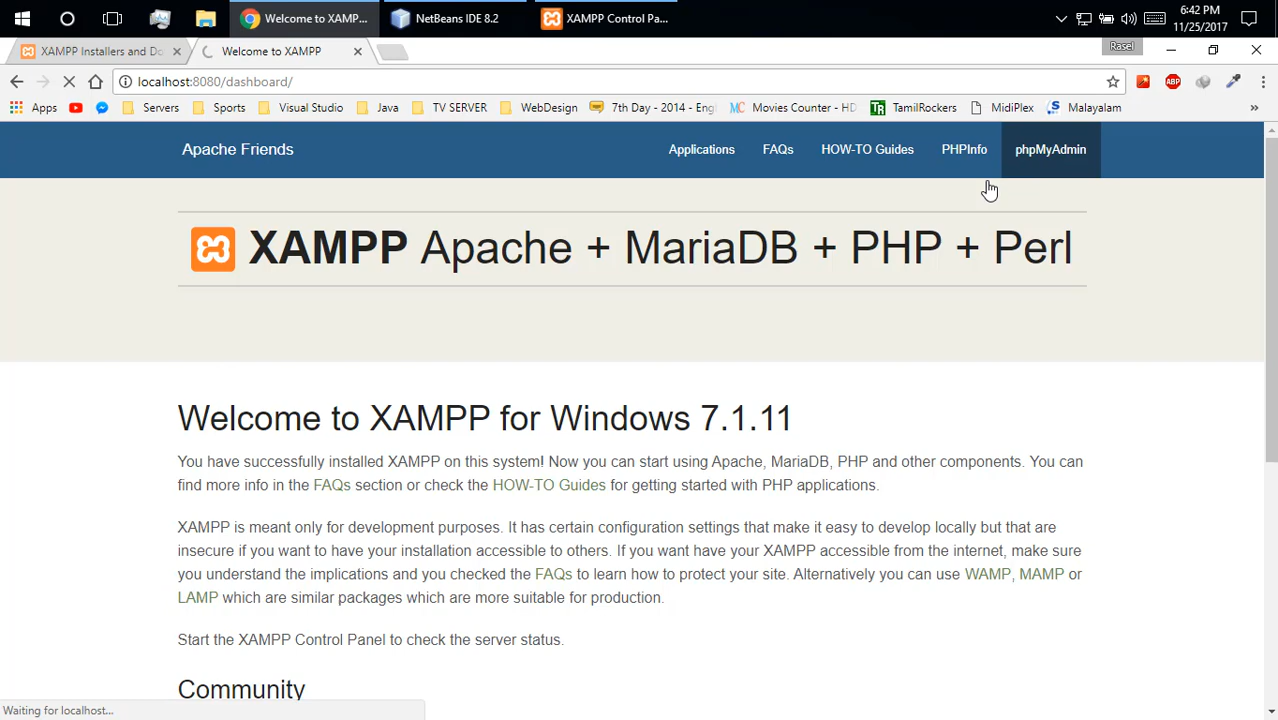 Welcome to XAMP...
NetBeans IDE 8.2
XAMPP Control Pa...
6:42 PM
11/25/2017
XAMPP Installers and Do
Welcome to XAMPP
Rasel
localhost:8080/dashboard/
ABP
Apps
Servers
Sports
Visual Studio
Java
TV SERVER
WebDesign
7th Day - 2014 - Engl
MC Movies Counter - HD
TR TamilRockers
MidiPlex
S Malayalam
»
Apache Friends
Applications
FAQs
HOW-TO Guides
PHPInfo
phpMyAdmin
XAMPP Apache + MariaDB + PHP + Perl
Welcome to XAMPP for Windows 7.1.11
You have successfully installed XAMPP on this system! Now you can start using Apache, MariaDB, PHP and other components. You can
find more info in the FAQs section or check the HOW-TO Guides for getting started with PHP applications.
XAMPP is meant only for development purposes. It has certain configuration settings that make it easy to develop locally but that are
insecure if you want to have your installation accessible to others. If you want have your XAMPP accessible from the internet, make sure
you understand the implications and you checked the FAQs to learn how to protect your site. Alternatively you can use WAMP, MAMP or
LAMP which are similar packages which are more suitable for production.
Start the XAMPP Control Panel to check the server status.
Community
Waiting for localhost...